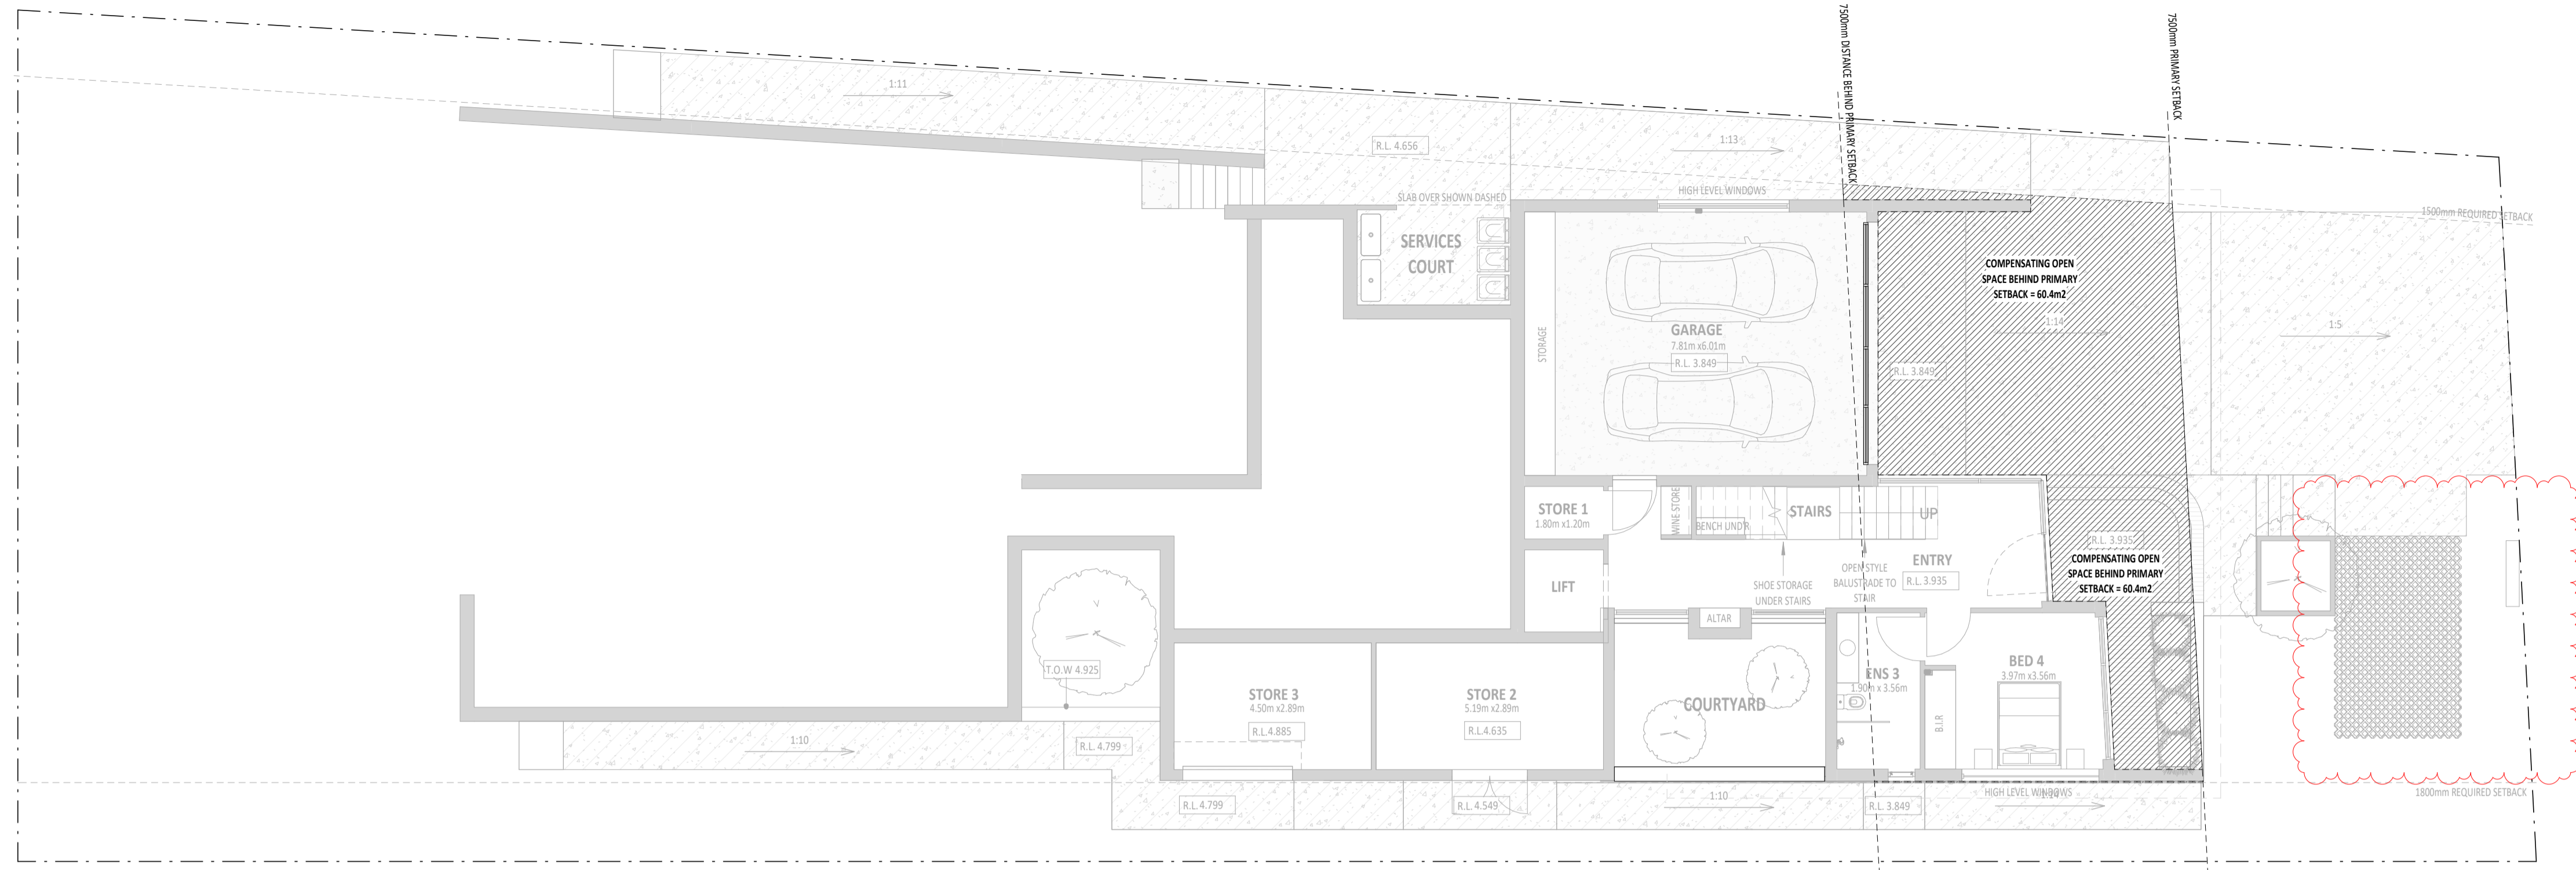 7500mm DISTANCE BEHIND PRIMARY SETBACK
7500mm PRIMARY SETBACK
1:11
R.L. 4.656
1:13
HIGH LEVEL WINDOWS
SLAB OVER SHOWN DASHED
1500mm REQUIRED SETBACK
SERVICES
COURT
STORAGE
GARAGE
7.81m x6.01m
R.L. 3.849
COMPENSATING OPEN
SPACE BEHIND PRIMARY
SETBACK = 60.4m2
1:14
R.L. 3.849
1:5
STORE 1
1.80m x1.20m
WINE STORE
BENCH UND'R
STAIRS
UP
LIFT
SHOE STORAGE
UNDER STAIRS
OPEN STYLE
BALUSTRADE TO
STAIR
ENTRY
R.L. 3.935
R.L. 3.935
COMPENSATING OPEN
SPACE BEHIND PRIMARY
SETBACK = 60.4m2
ALTAR
T.O.W 4.925
STORE 3
4.50m x2.89m
R.L.4.885
STORE 2
5.19m x2.89m
R.L.4.635
COURTYARD
ENS 3
1.90m x 3.56m
B.I.R
BED 4
3.97m x3.56m
1:10
R.L. 4.799
R.L. 4.799
R.L. 4.549
1:10
R.L. 3.849
HIGH LEVEL WINDOWS
1:14
1800mm REQUIRED SETBACK